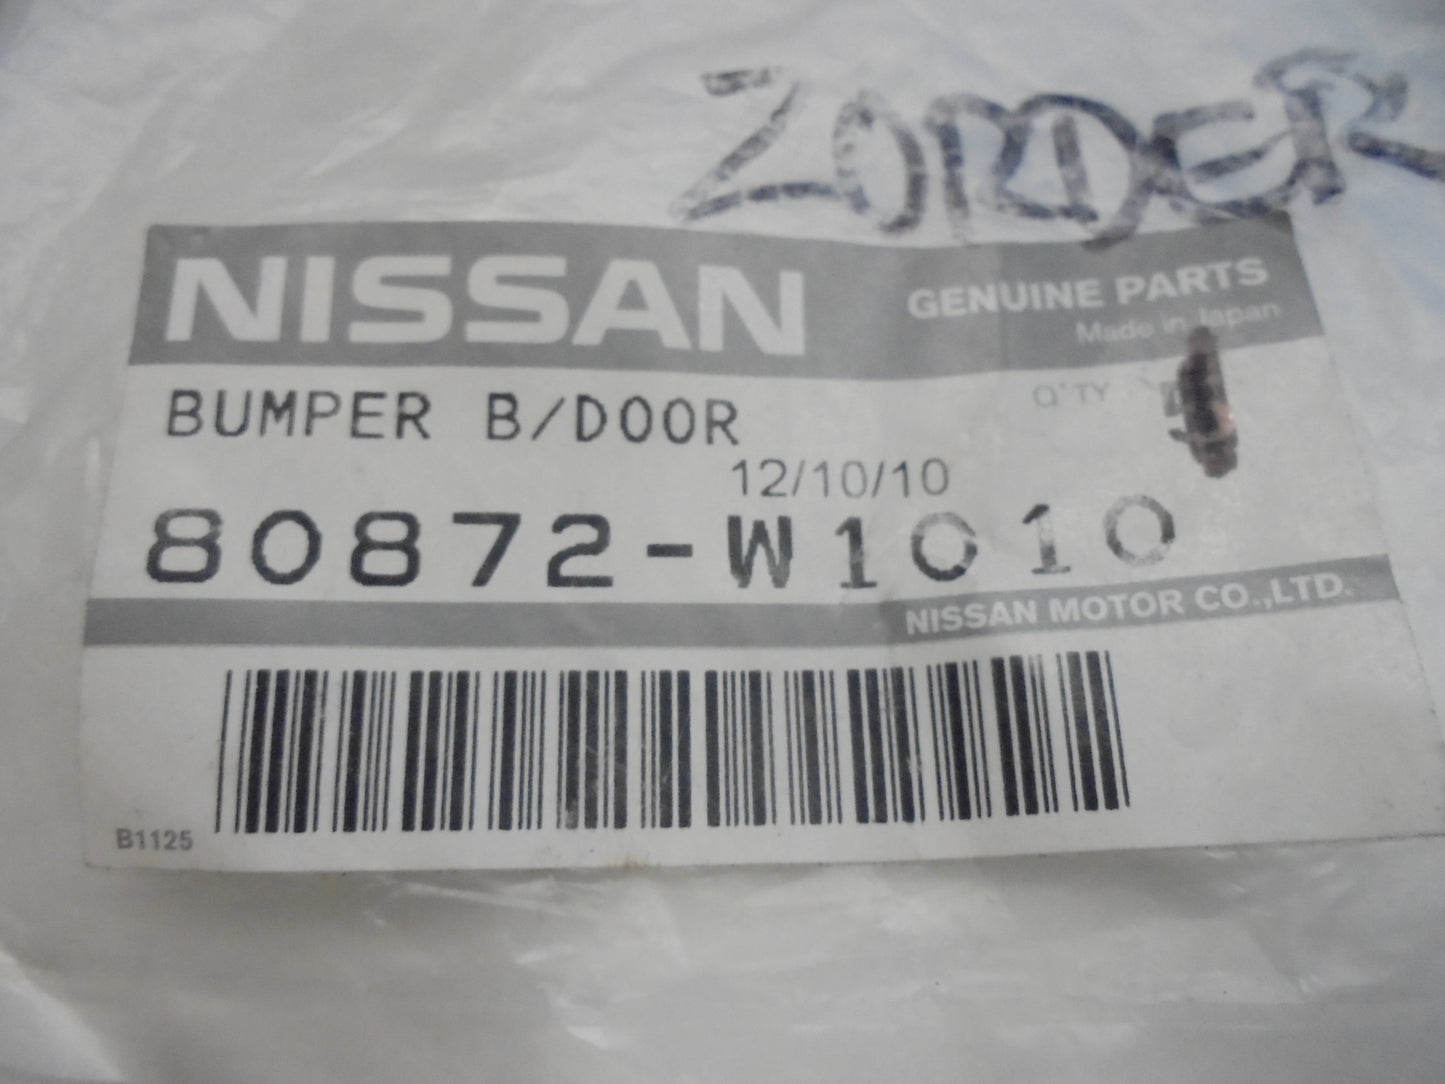 ZORDER
NISSAN
GENUINE PARTS
Made in Japan
BUMPER B/DOOR
Q'TY
12/10/10
80872-W1010
NISSAN MOTOR CO.,LTD.
B1125